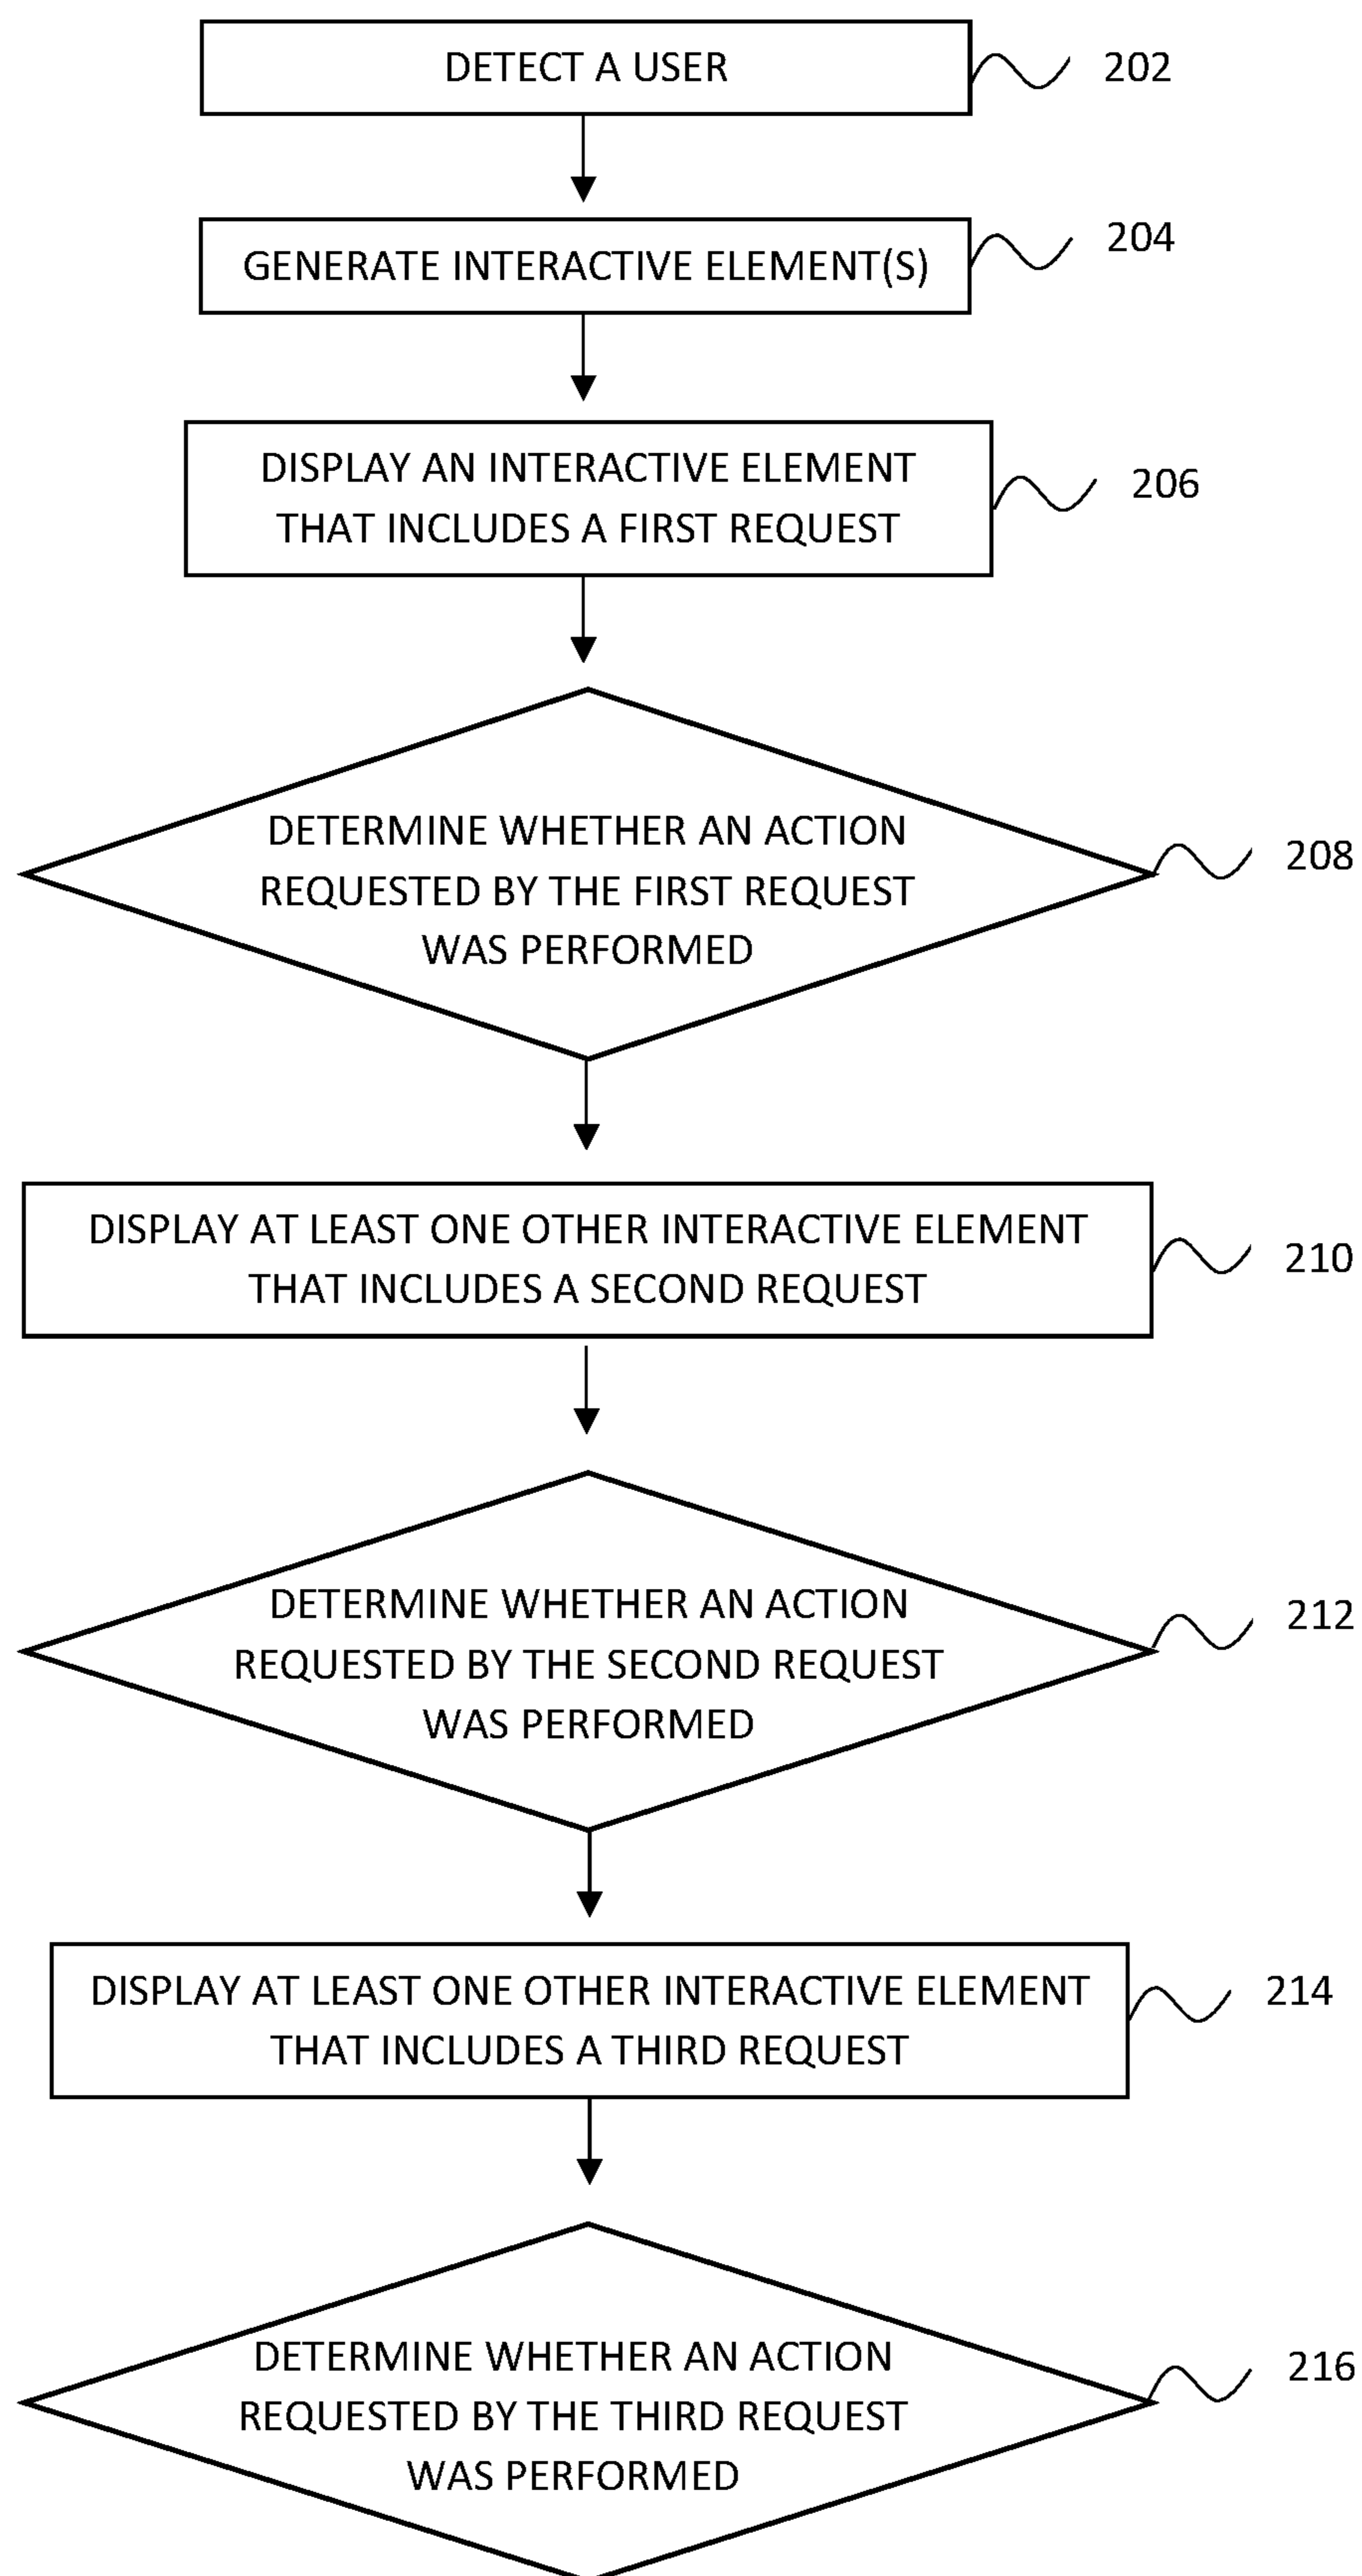 DETECT A USER
202
GENERATE INTERACTIVE ELEMENT(S)
204
DISPLAY AN INTERACTIVE ELEMENT
THAT INCLUDES A FIRST REQUEST
206
DETERMINE WHETHER AN ACTION
REQUESTED BY THE FIRST REQUEST
WAS PERFORMED
208
DISPLAY AT LEAST ONE OTHER INTERACTIVE ELEMENT
THAT INCLUDES A SECOND REQUEST
210
DETERMINE WHETHER AN ACTION
REQUESTED BY THE SECOND REQUEST
WAS PERFORMED
212
DISPLAY AT LEAST ONE OTHER INTERACTIVE ELEMENT
THAT INCLUDES A THIRD REQUEST
214
DETERMINE WHETHER AN ACTION
REQUESTED BY THE THIRD REQUEST
WAS PERFORMED
216